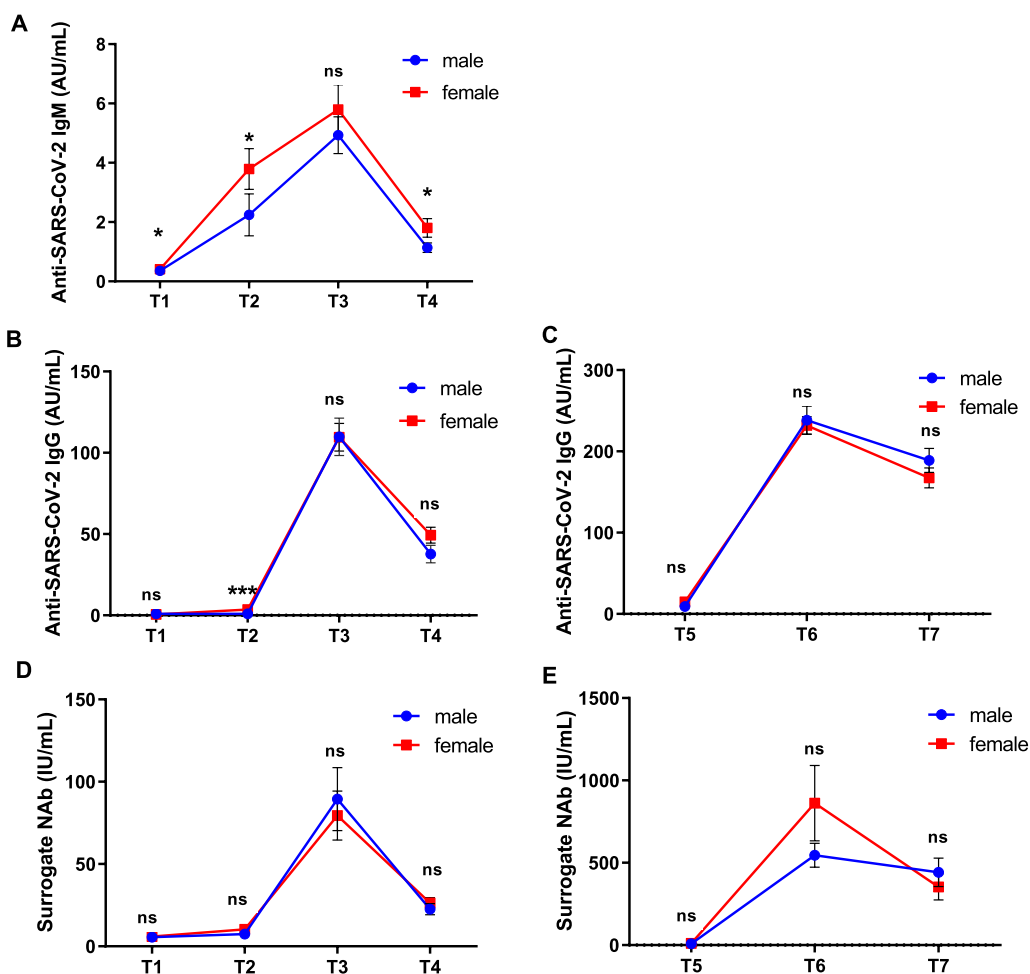 A
Anti-SARS-CoV-2 IgM (AU/mL)
8
6
4
2
0
male
female
*
*
ns
*
T1 T2 T3 T4
B
Anti-SARS-CoV-2 IgG (AU/mL)
150
100
50
0
male
female
ns
***
ns
ns
T1 T2 T3 T4
C
Anti-SARS-CoV-2 IgG (AU/mL)
300
200
100
0
male
female
ns
ns
ns
T5 T6 T7
D
Surrogate NAb (IU/mL)
150
100
50
0
male
female
ns
ns
ns
ns
T1 T2 T3 T4
E
Surrogate NAb (IU/mL)
1500
1000
500
0
male
female
ns
ns
ns
T5 T6 T7